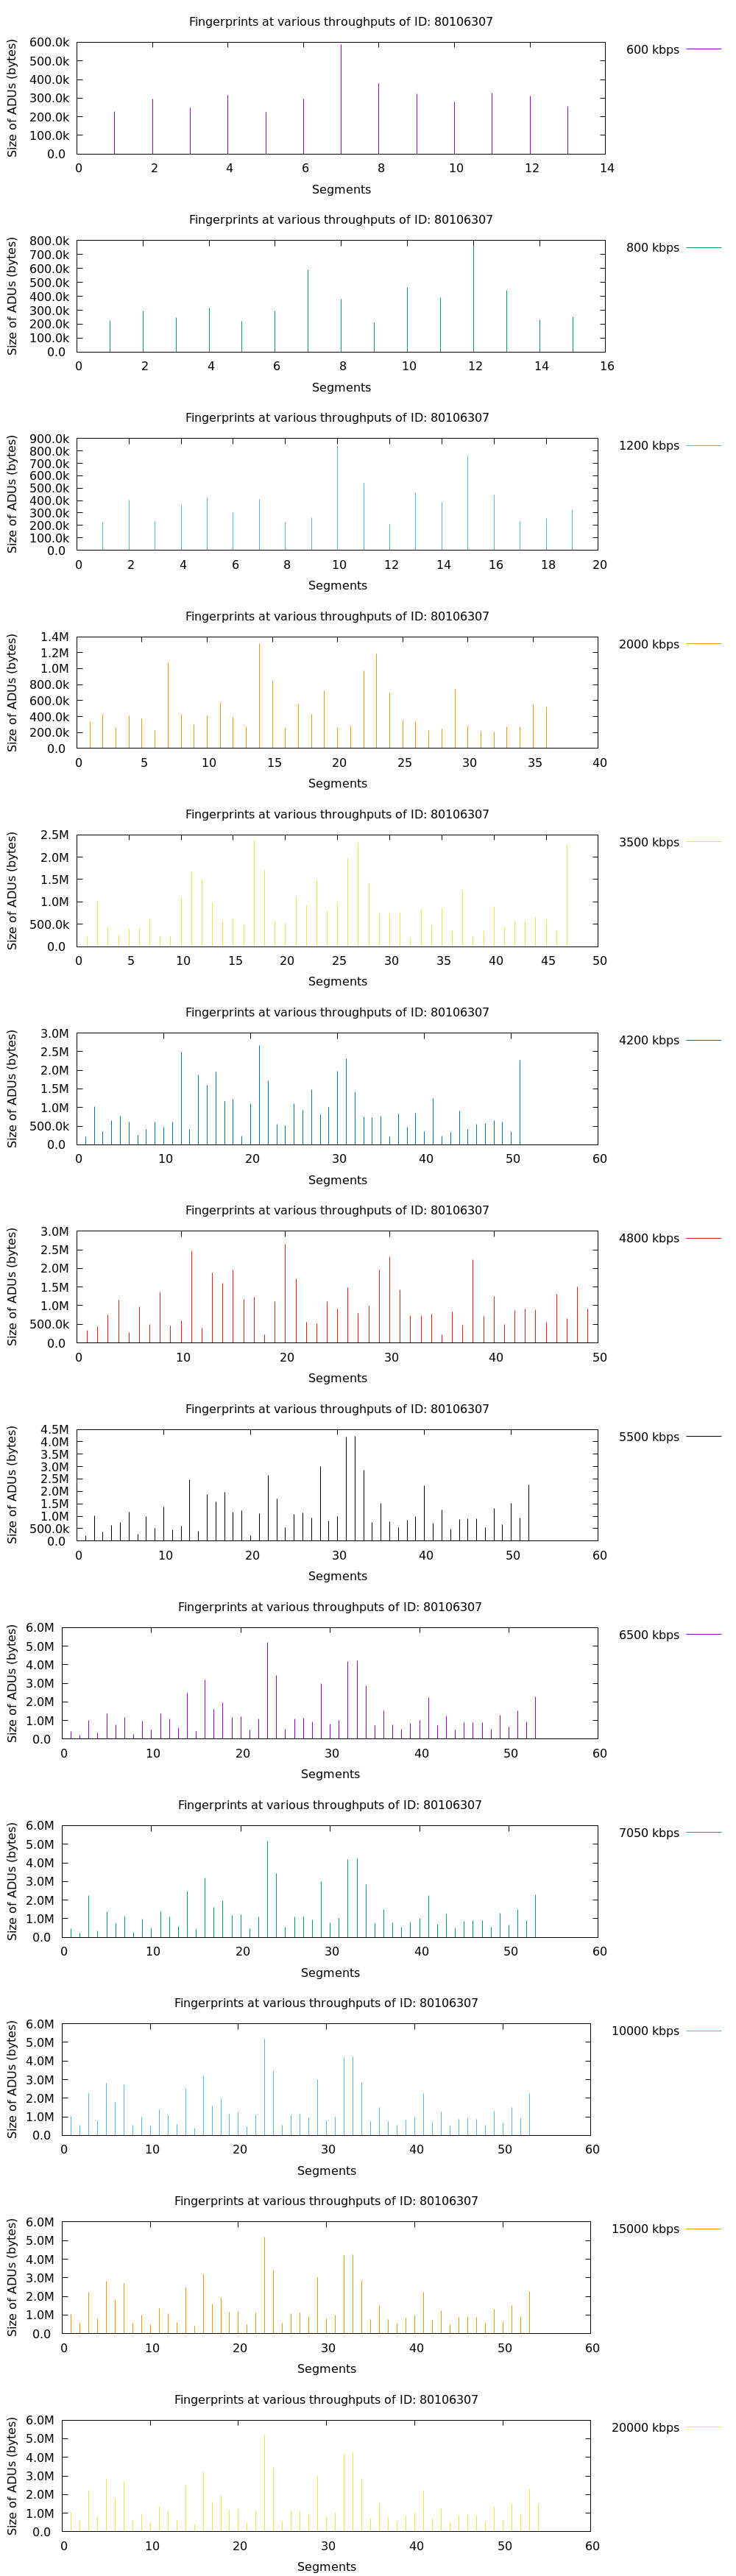 Fingerprints at various throughputs of ID: 80106307
600 kbps
Size of ADUs (bytes)
600.0k
500.0k
400.0k
300.0k
200.0k
100.0k
0.0
0 2 4 6 8 10 12 14
Segments
Fingerprints at various throughputs of ID: 80106307
800 kbps
Size of ADUs (bytes)
800.0k
700.0k
600.0k
500.0k
400.0k
300.0k
200.0k
100.0k
0.0
0 2 4 6 8 10 12 14 16
Segments
Fingerprints at various throughputs of ID: 80106307
1200 kbps
Size of ADUs (bytes)
900.0k
800.0k
700.0k
600.0k
500.0k
400.0k
300.0k
200.0k
100.0k
0.0
0 2 4 6 8 10 12 14 16 18 20
Segments
Fingerprints at various throughputs of ID: 80106307
2000 kbps
Size of ADUs (bytes)
1.4M
1.2M
1.0M
800.0k
600.0k
400.0k
200.0k
0.0
0 5 10 15 20 25 30 35 40
Segments
Fingerprints at various throughputs of ID: 80106307
3500 kbps
Size of ADUs (bytes)
2.5M
2.0M
1.5M
1.0M
500.0k
0.0
0 5 10 15 20 25 30 35 40 45 50
Segments
Fingerprints at various throughputs of ID: 80106307
4200 kbps
Size of ADUs (bytes)
3.0M
2.5M
2.0M
1.5M
1.0M
500.0k
0.0
0 10 20 30 40 50 60
Segments
Fingerprints at various throughputs of ID: 80106307
4800 kbps
Size of ADUs (bytes)
3.0M
2.5M
2.0M
1.5M
1.0M
500.0k
0.0
0 10 20 30 40 50
Segments
Fingerprints at various throughputs of ID: 80106307
5500 kbps
Size of ADUs (bytes)
4.5M
4.0M
3.5M
3.0M
2.5M
2.0M
1.5M
1.0M
500.0k
0.0
0 10 20 30 40 50 60
Segments
Fingerprints at various throughputs of ID: 80106307
6500 kbps
Size of ADUs (bytes)
6.0M
5.0M
4.0M
3.0M
2.0M
1.0M
0.0
0 10 20 30 40 50 60
Segments
Fingerprints at various throughputs of ID: 80106307
7050 kbps
Size of ADUs (bytes)
6.0M
5.0M
4.0M
3.0M
2.0M
1.0M
0.0
0 10 20 30 40 50 60
Segments
Fingerprints at various throughputs of ID: 80106307
10000 kbps
Size of ADUs (bytes)
6.0M
5.0M
4.0M
3.0M
2.0M
1.0M
0.0
0 10 20 30 40 50 60
Segments
Fingerprints at various throughputs of ID: 80106307
15000 kbps
Size of ADUs (bytes)
6.0M
5.0M
4.0M
3.0M
2.0M
1.0M
0.0
0 10 20 30 40 50 60
Segments
Fingerprints at various throughputs of ID: 80106307
20000 kbps
Size of ADUs (bytes)
6.0M
5.0M
4.0M
3.0M
2.0M
1.0M
0.0
0 10 20 30 40 50 60
Segments